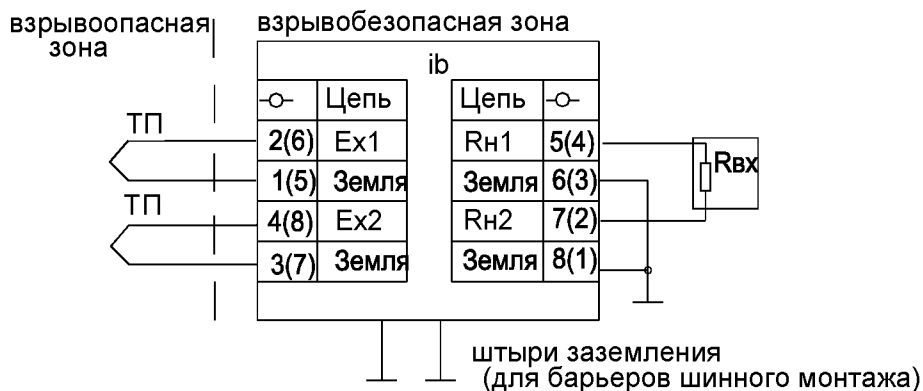 взрывоопасная зона
взрывобезопасная зона
ib
Цепь Цепь
ТП 2(6) Ex1 Rн1 5(4) Rвх
1(5) Земля Земля 6(3)
ТП 4(8) Ex2 Rн2 7(2)
3(7) Земля Земля 8(1)
штыри заземления
(для барьеров шинного монтажа)